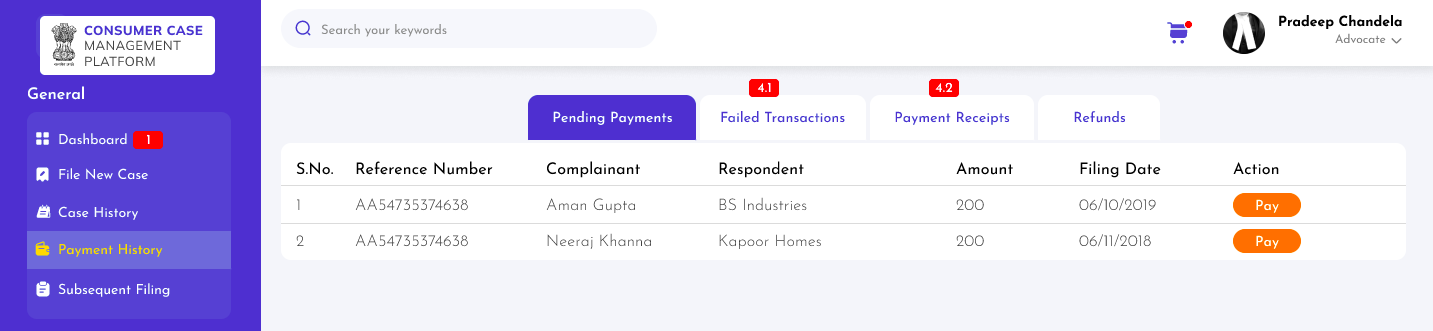 CONSUMER CASE
MANAGEMENT
PLATFORM
General
Dashboard 1
File New Case
Case History
Payment History
Subsequent Filing
Search your keywords
Pradeep Chandela
Advocate
4.1 4.2
Pending Payments Failed Transactions Payment Receipts Refunds
S.No. Reference Number Complainant Respondent Amount Filing Date Action
1 AA54735374638 Aman Gupta BS Industries 200 06/10/2019 Pay
2 AA54735374638 Neeraj Khanna Kapoor Homes 200 06/11/2018 Pay